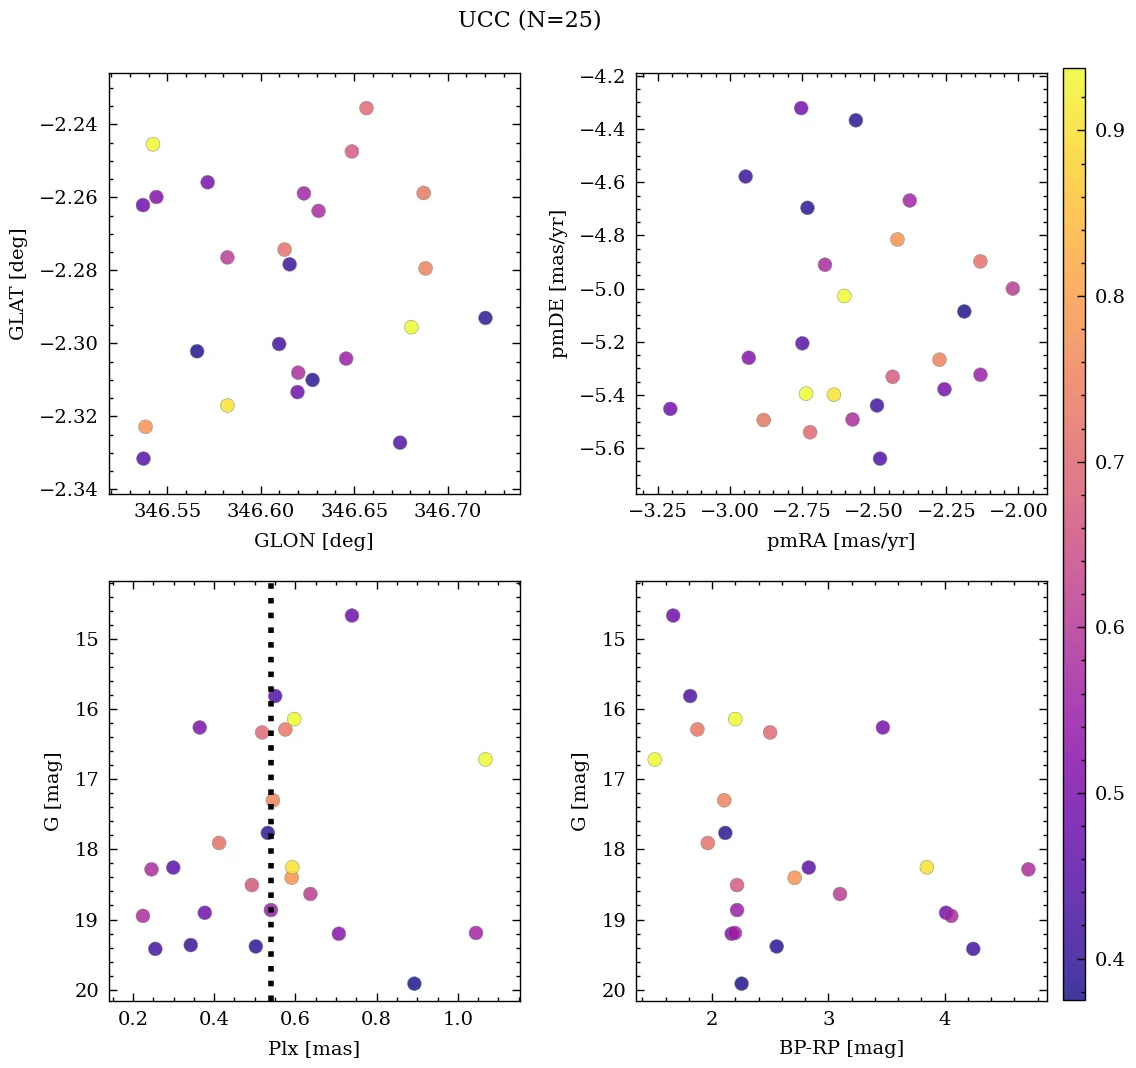 UCC (N=25)
−2.24
−2.26
−2.28
−2.30
−2.32
−2.34
GLAT [deg]
346.55 346.60 346.65 346.70
GLON [deg]
−4.2
−4.4
−4.6
−4.8
−5.0
−5.2
−5.4
−5.6
pmDE [mas/yr]
−3.25 −3.00 −2.75 −2.50 −2.25 −2.00
pmRA [mas/yr]
0.9
0.8
0.7
0.6
0.5
0.4
15
16
17
18
19
20
G [mag]
0.2 0.4 0.6 0.8 1.0
Plx [mas]
15
16
17
18
19
20
G [mag]
2 3 4
BP-RP [mag]